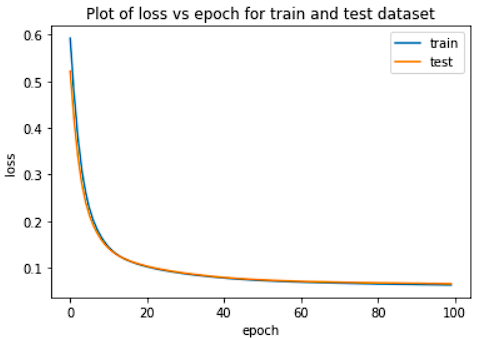 Plot of loss vs epoch for train and test dataset
train
test
0.6
0.5
0.4
0.3
0.2
0.1
loss
0 20 40 60 80 100
epoch